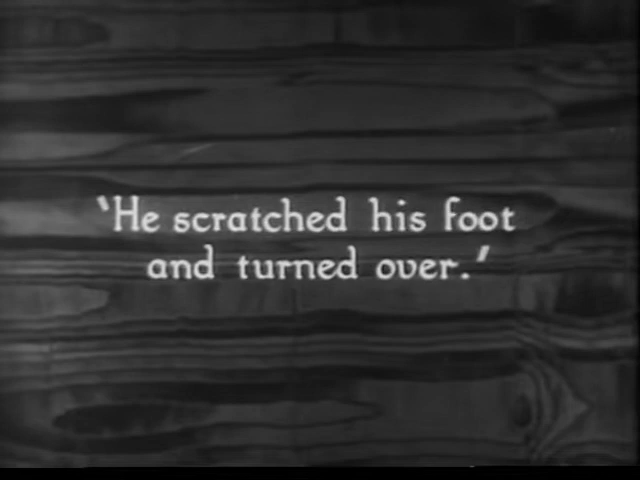 ‛He scratched his foot
and turned over.’